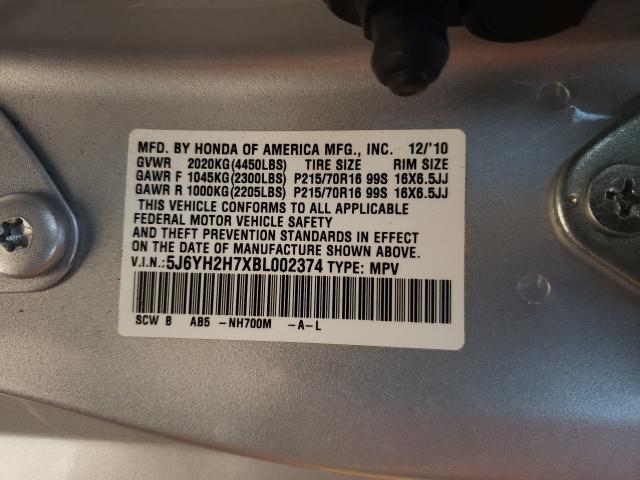 MFD. BY HONDA OF AMERICA MFG., INC. 12/'10
GVWR 2020KG(4450LBS) TIRE SIZE RIM SIZE
GAWR F 1045KG(2300LBS) P215/70R16 99S 16X6.5JJ
GAWR R 1000KG(2205LBS) P215/70R16 99S 16X6.5JJ
THIS VEHICLE CONFORMS TO ALL APPLICABLE
FEDERAL MOTOR VEHICLE SAFETY
AND THEFT PREVENTION STANDARDS IN EFFECT
ON THE DATE OF MANUFACTURE SHOWN ABOVE.
V.I.N.:5J6YH2H7XBL002374 TYPE: MPV
SCW B AB5 -NH700M -A-L